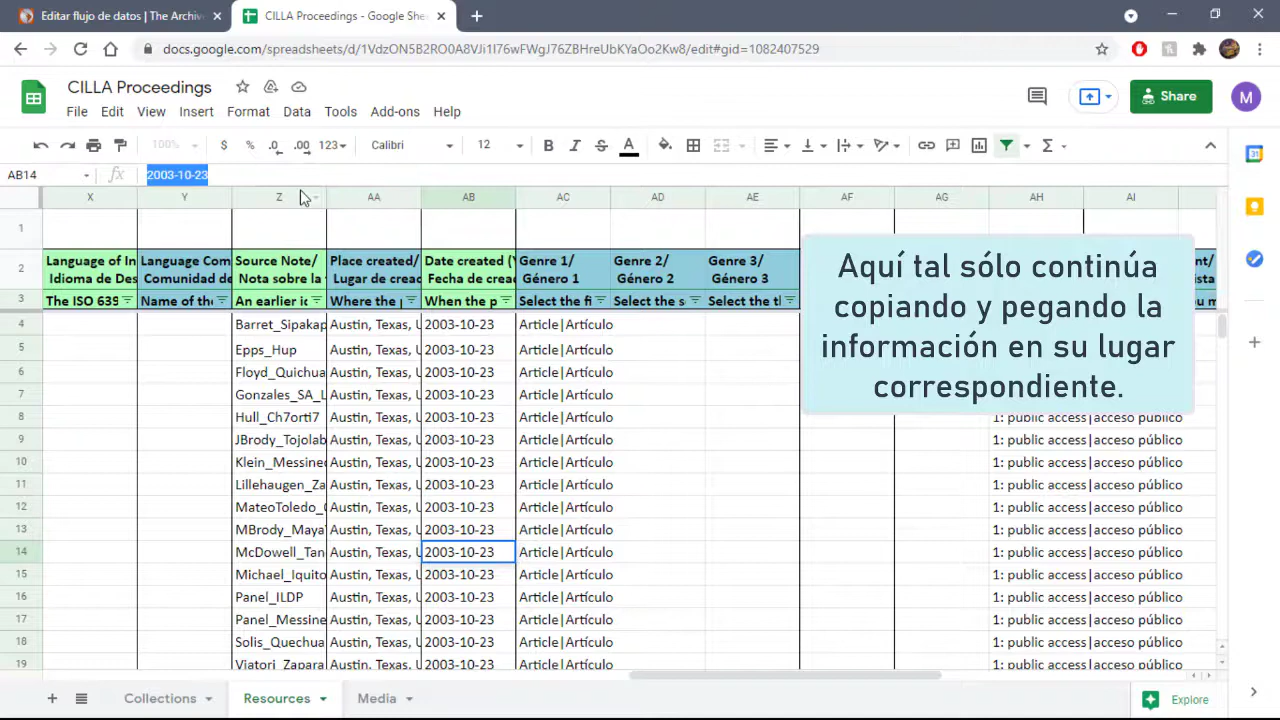 Editar flujo de datos | The Archiv
CILLA Proceedings - Google She
docs.google.com/spreadsheets/d/1VdzON5B2RO0A8VJi1I76wFWgJ76ZBHreUbKYaOo2Kw8/edit#gid=1082407529
CILLA Proceedings
File Edit View Insert Format Data Tools Add-ons Help
Share
M
100% $ % .0 .00 123 Calibri 12 B I S A
AB14 fx 2003-10-23
X Y Z AA AB AC AD AE AF AG AH AI
1
2 Language of In Language Com Source Note/ Place created/ Date created (Y Genre 1/ Genre 2/ Genre 3/
Idioma de Des Comunidad de Nota sobre la Lugar de creac Fecha de crea Género 1 Género 2 Género 3
3 The ISO 639 Name of the An earlier ic Where the When the p Select the fi Select the s Select the t
Aquí tal sólo continúa
copiando y pegando la
información en su lugar
correspondiente.
4 Barret_Sipakap Austin, Texas, U 2003-10-23 Article|Artículo
5 Epps_Hup Austin, Texas, U 2003-10-23 Article|Artículo
6 Floyd_Quichua Austin, Texas, U 2003-10-23 Article|Artículo
7 Gonzales_SA_L Austin, Texas, U 2003-10-23 Article|Artículo
8 Hull_Ch7orti7 Austin, Texas, U 2003-10-23 Article|Artículo 1: public access|acceso público
9 JBrody_Tojolab Austin, Texas, U 2003-10-23 Article|Artículo 1: public access|acceso público
10 Klein_Messinec Austin, Texas, U 2003-10-23 Article|Artículo 1: public access|acceso público
11 Lillehaugen_Za Austin, Texas, U 2003-10-23 Article|Artículo 1: public access|acceso público
12 MateoToledo_ Austin, Texas, U 2003-10-23 Article|Artículo 1: public access|acceso público
13 MBrody_Maya Austin, Texas, U 2003-10-23 Article|Artículo 1: public access|acceso público
14 McDowell_Tan Austin, Texas, U 2003-10-23 Article|Artículo 1: public access|acceso público
15 Michael_Iquito Austin, Texas, U 2003-10-23 Article|Artículo 1: public access|acceso público
16 Panel_ILDP Austin, Texas, U 2003-10-23 Article|Artículo 1: public access|acceso público
17 Panel_Messine Austin, Texas, U 2003-10-23 Article|Artículo 1: public access|acceso público
18 Solis_Quechua Austin, Texas, U 2003-10-23 Article|Artículo 1: public access|acceso público
19 Viatori_Zapara Austin, Texas, U 2003-10-23 Article|Artículo 1: public access|acceso público
Collections Resources Media Explore